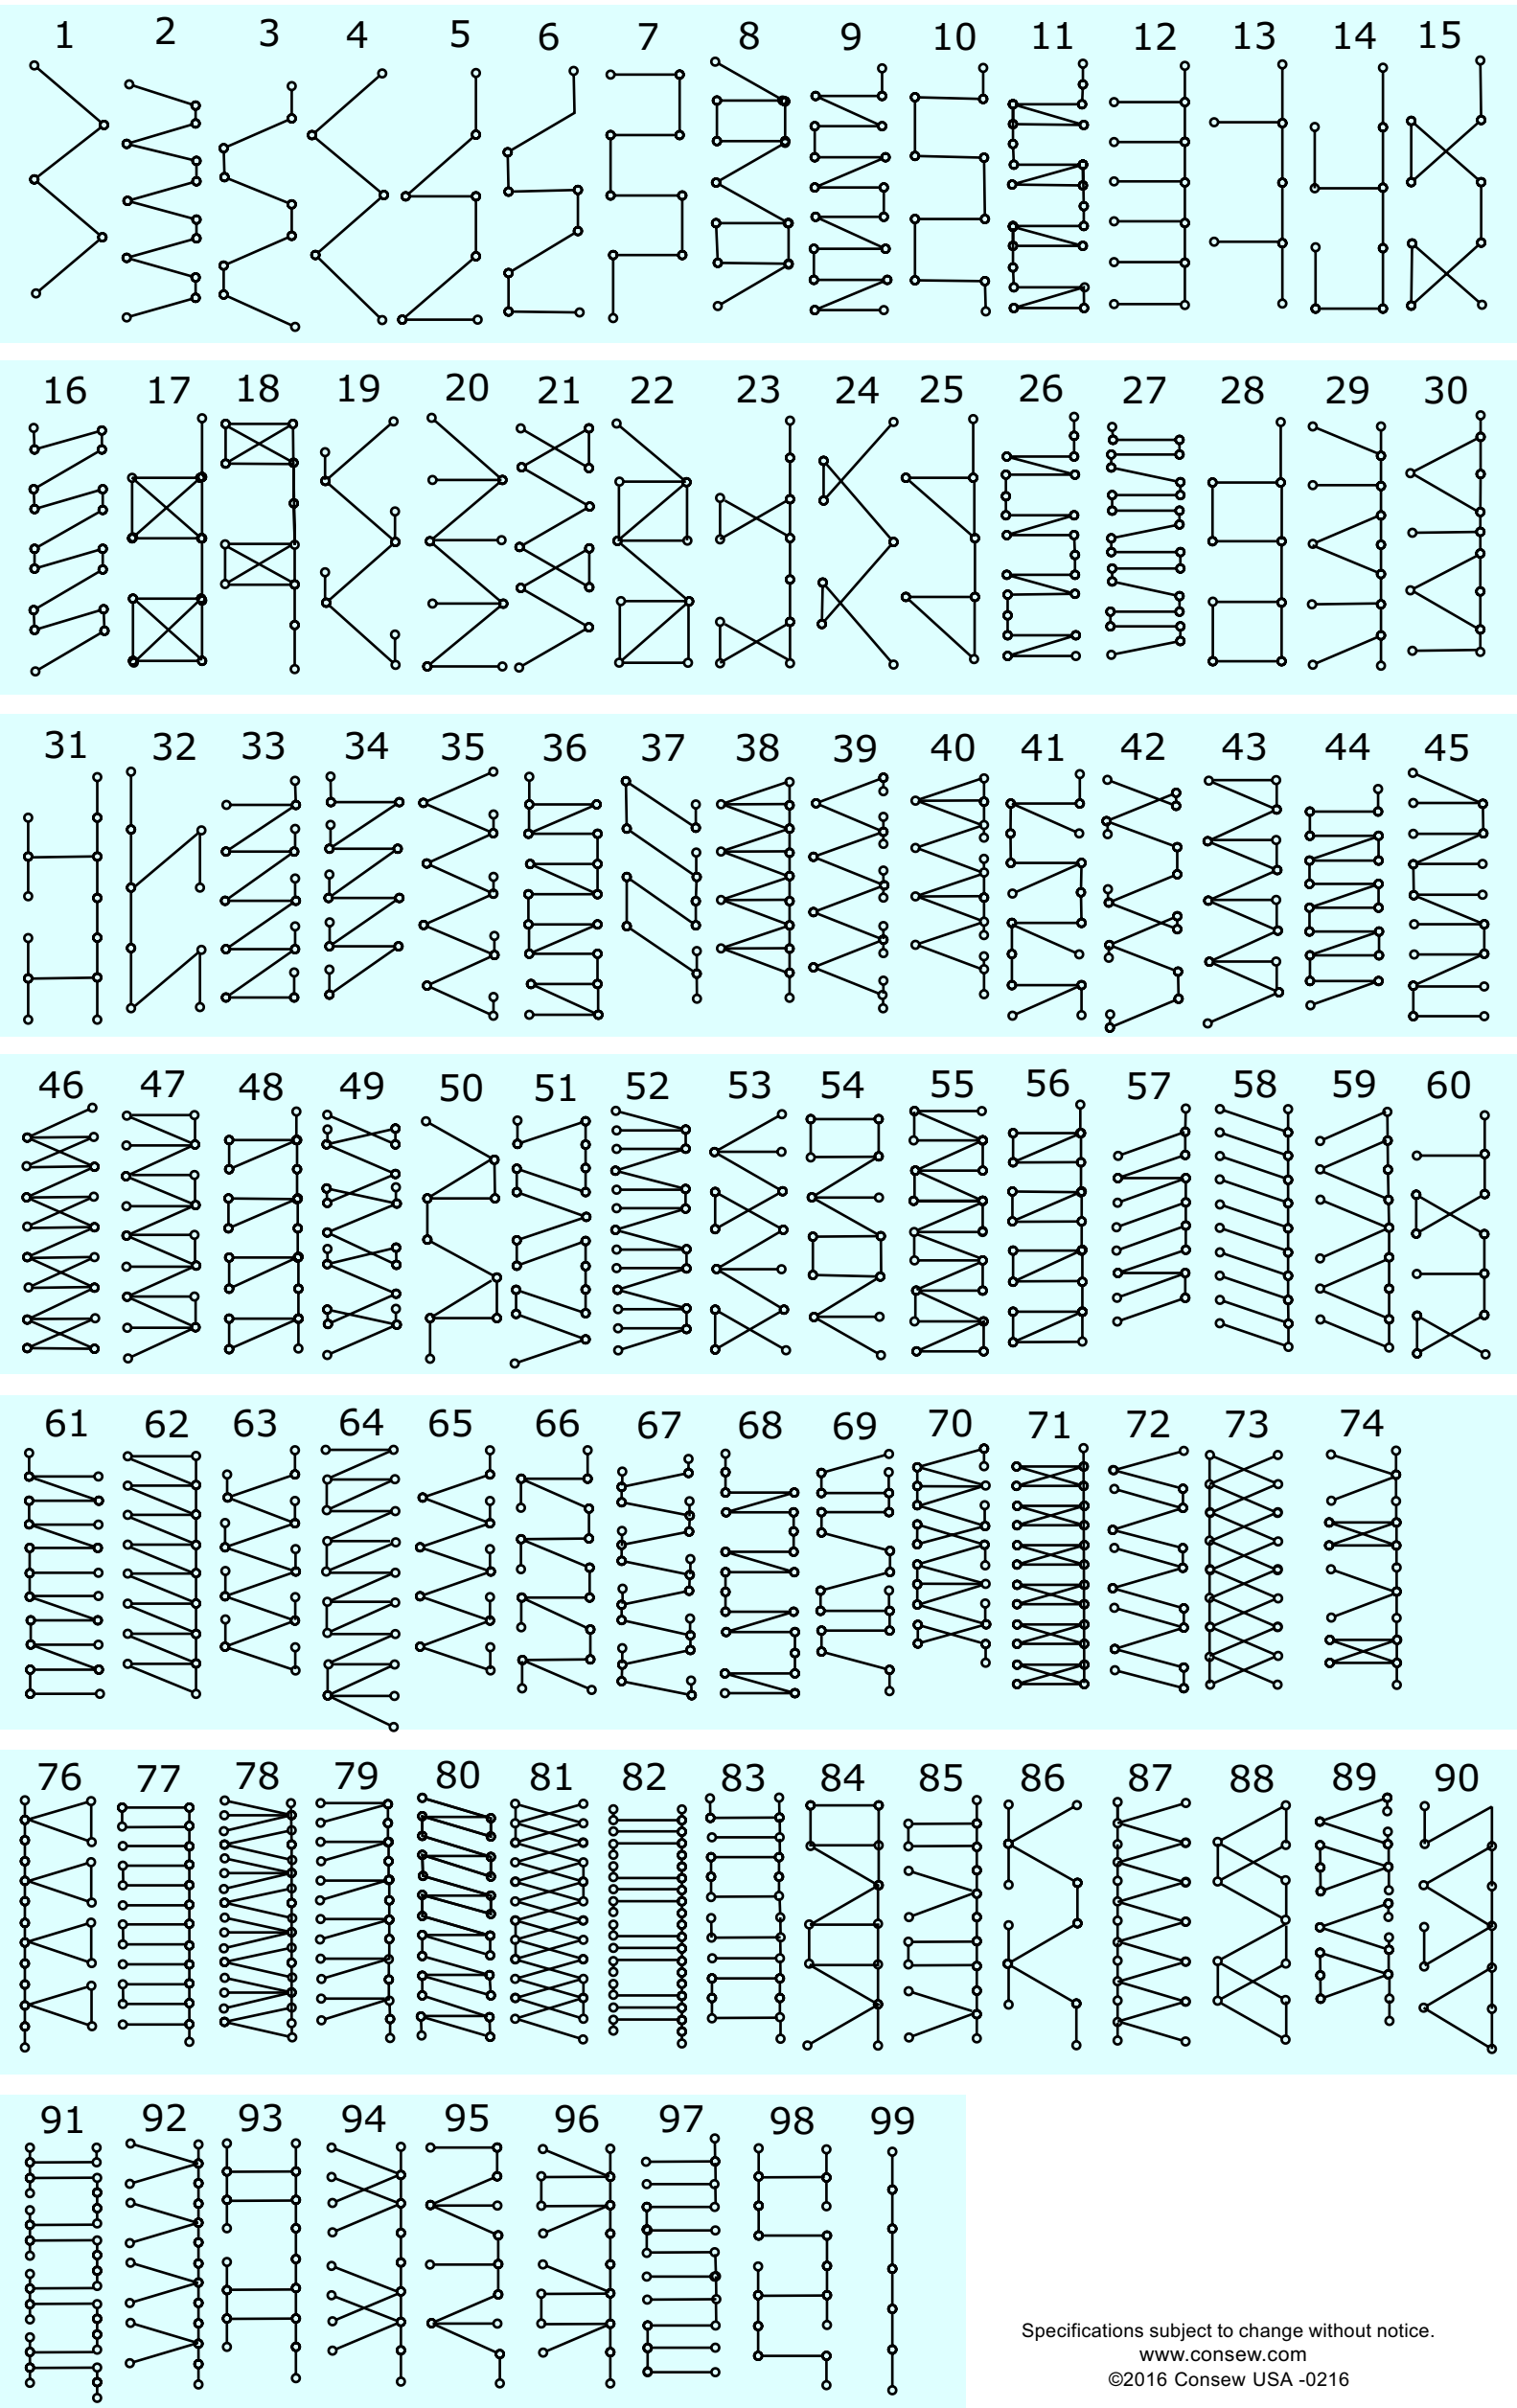 1 2 3 4 5 6 7 8 9 10 11 12 13 14 15
16 17 18 19 20 21 22 23 24 25 26 27 28 29 30
31 32 33 34 35 36 37 38 39 40 41 42 43 44 45
46 47 48 49 50 51 52 53 54 55 56 57 58 59 60
61 62 63 64 65 66 67 68 69 70 71 72 73 74
76 77 78 79 80 81 82 83 84 85 86 87 88 89 90
91 92 93 94 95 96 97 98 99
Specifications subject to change without notice.
www.consew.com
©2016 Consew USA -0216